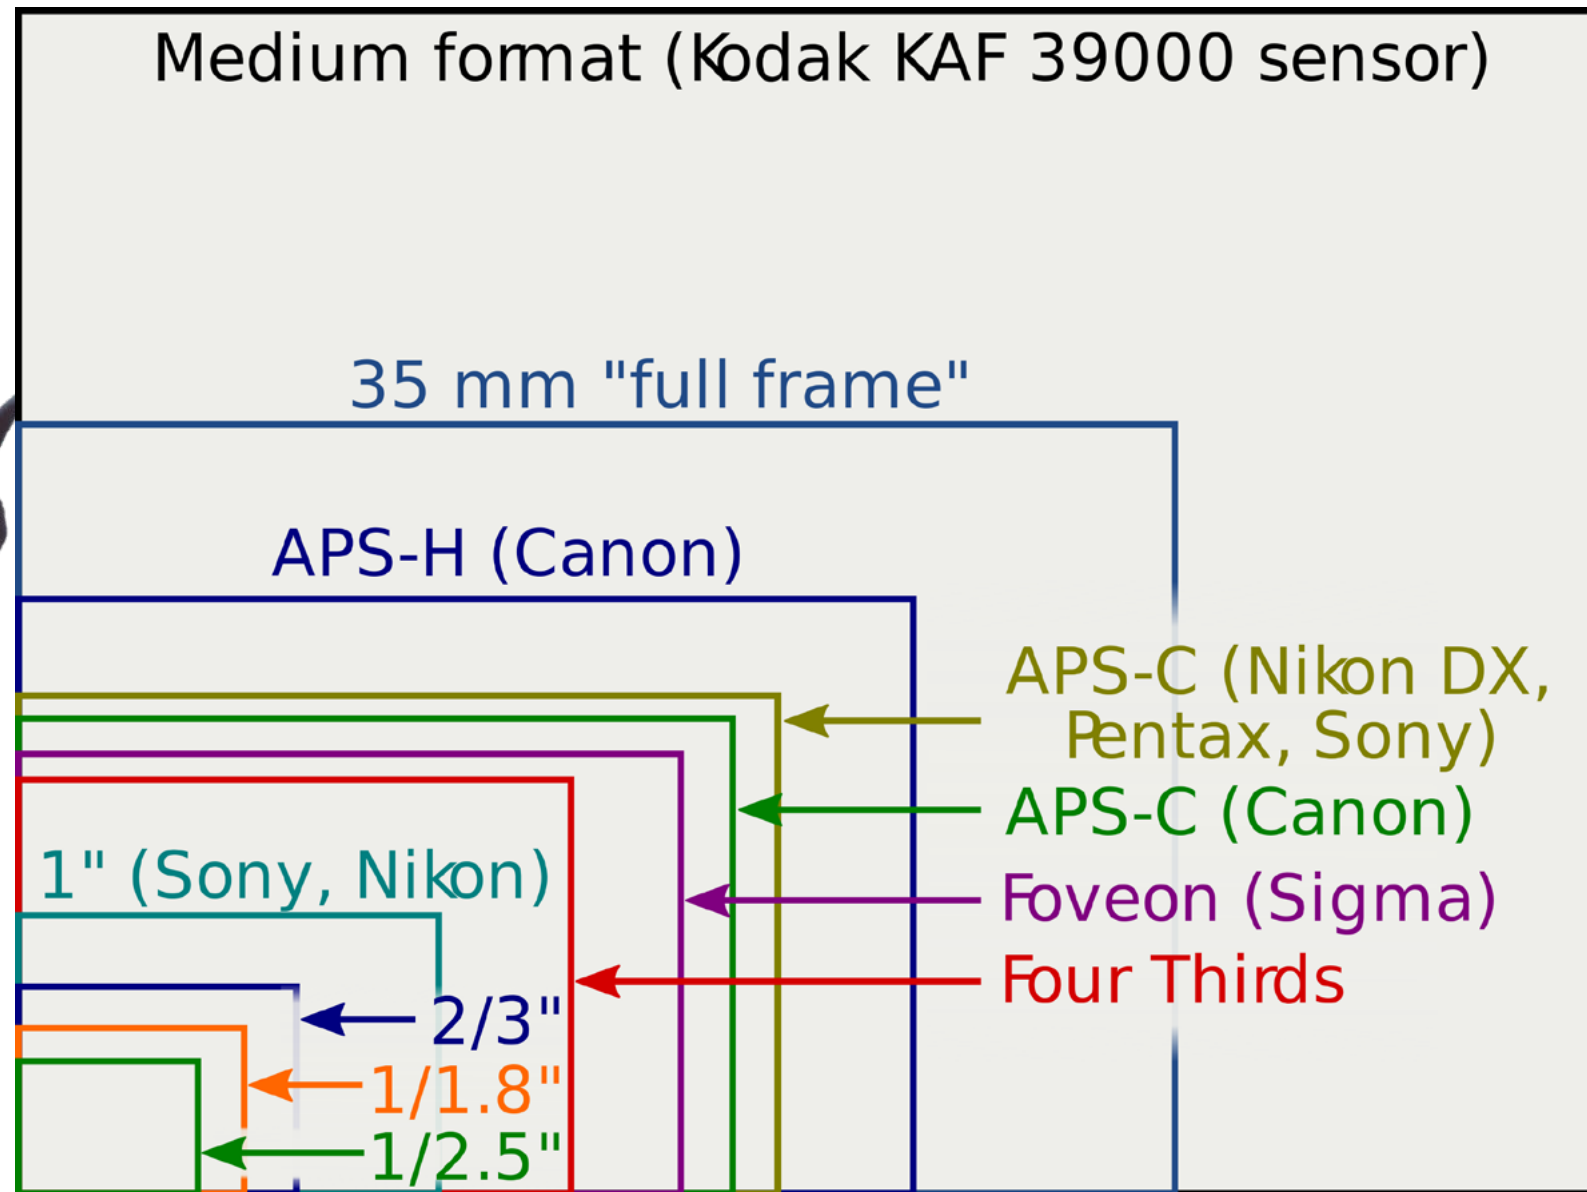 Medium format (Kodak KAF 39000 sensor)
35 mm "full frame"
APS-H (Canon)
APS-C (Nikon DX,
Pentax, Sony)
APS-C (Canon)
1" (Sony, Nikon)
Foveon (Sigma)
Four Thirds
2/3"
1/1.8"
1/2.5"